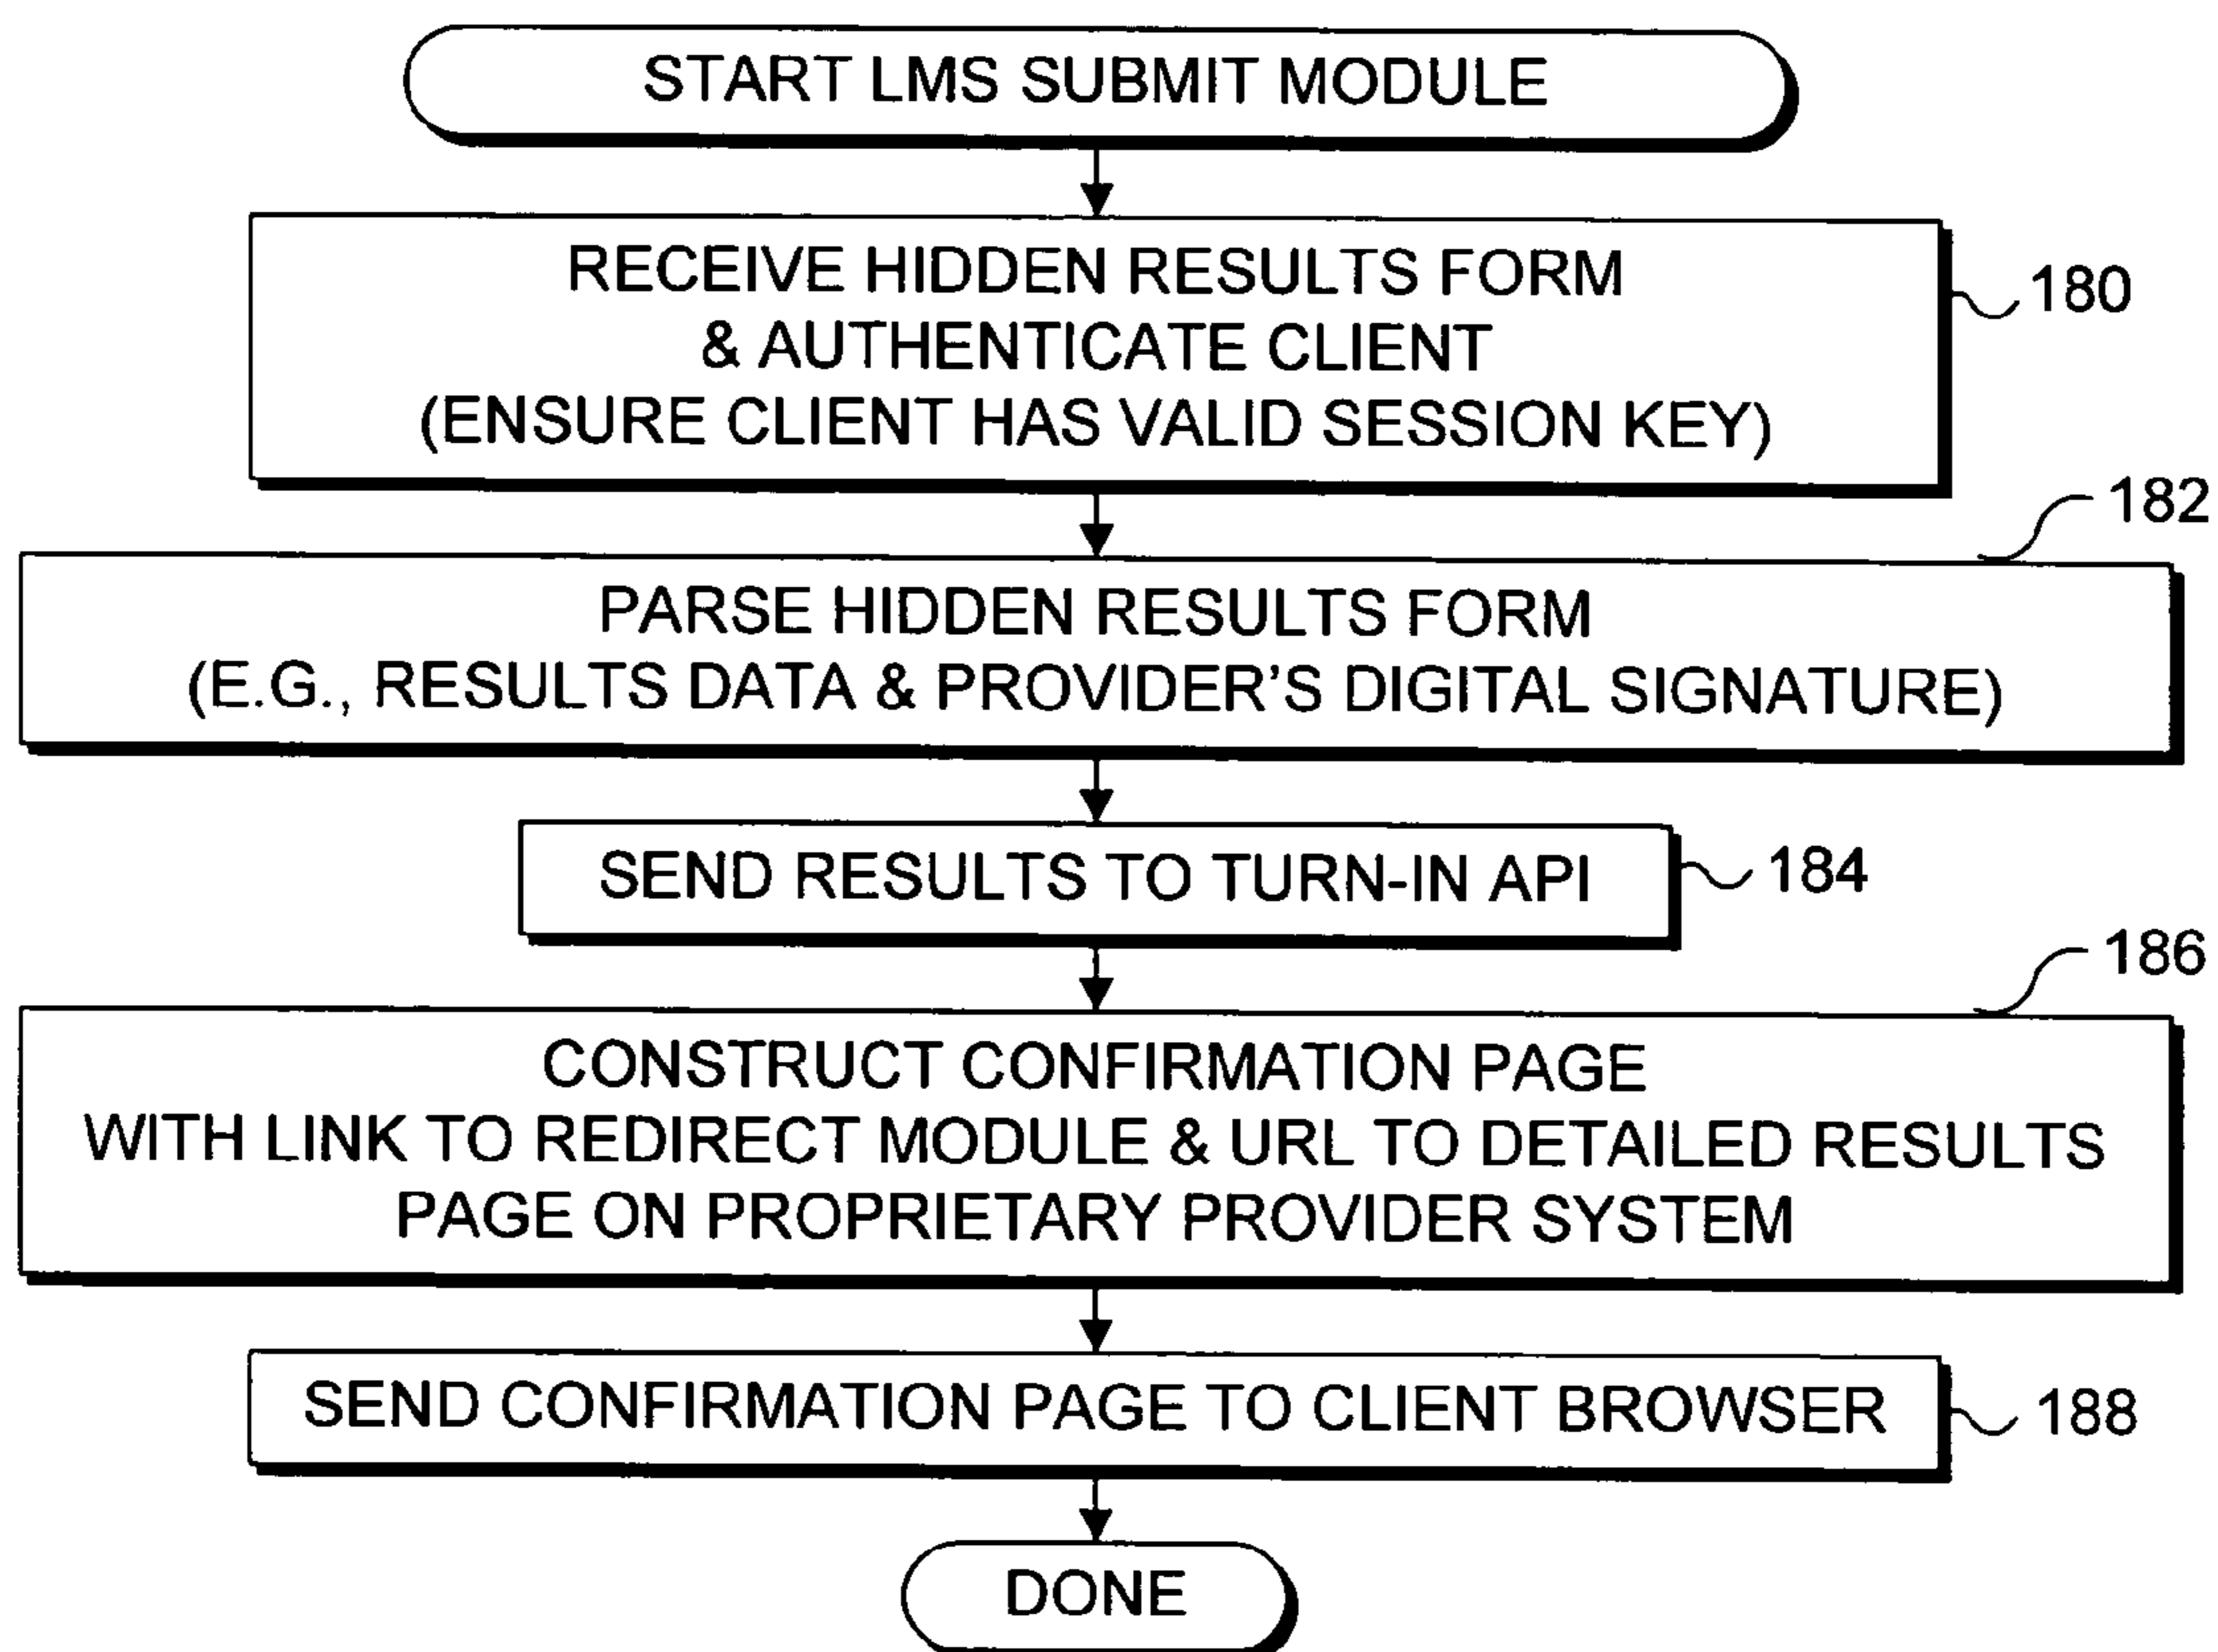 START LMS SUBMIT MODULE
RECEIVE HIDDEN RESULTS FORM
& AUTHENTICATE CLIENT
(ENSURE CLIENT HAS VALID SESSION KEY)
180
182
PARSE HIDDEN RESULTS FORM
(E.G., RESULTS DATA & PROVIDER'S DIGITAL SIGNATURE)
SEND RESULTS TO TURN-IN API
184
186
CONSTRUCT CONFIRMATION PAGE
WITH LINK TO REDIRECT MODULE & URL TO DETAILED RESULTS
PAGE ON PROPRIETARY PROVIDER SYSTEM
SEND CONFIRMATION PAGE TO CLIENT BROWSER
188
DONE